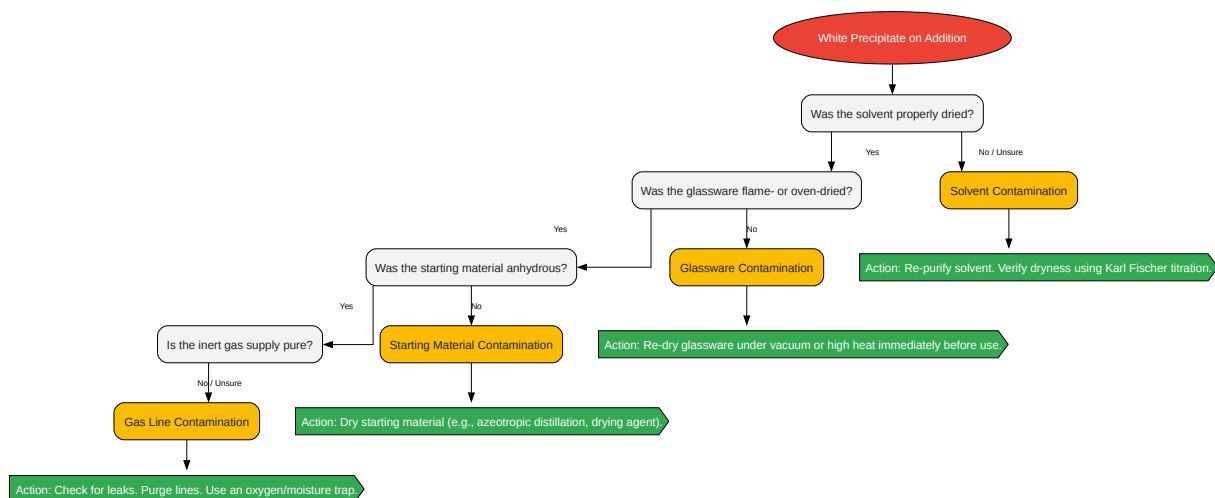 White Precipitate on Addition
Was the solvent properly dried?
Yes
No / Unsure
Was the glassware flame- or oven-dried?
Solvent Contamination
Yes
No
Was the starting material anhydrous?
Glassware Contamination
Action: Re-purify solvent. Verify dryness using Karl Fischer titration.
Yes
No
Is the inert gas supply pure?
Starting Material Contamination
Action: Re-dry glassware under vacuum or high heat immediately before use.
No / Unsure
Gas Line Contamination
Action: Dry starting material (e.g., azeotropic distillation, drying agent).
Action: Check for leaks. Purge lines. Use an oxygen/moisture trap.